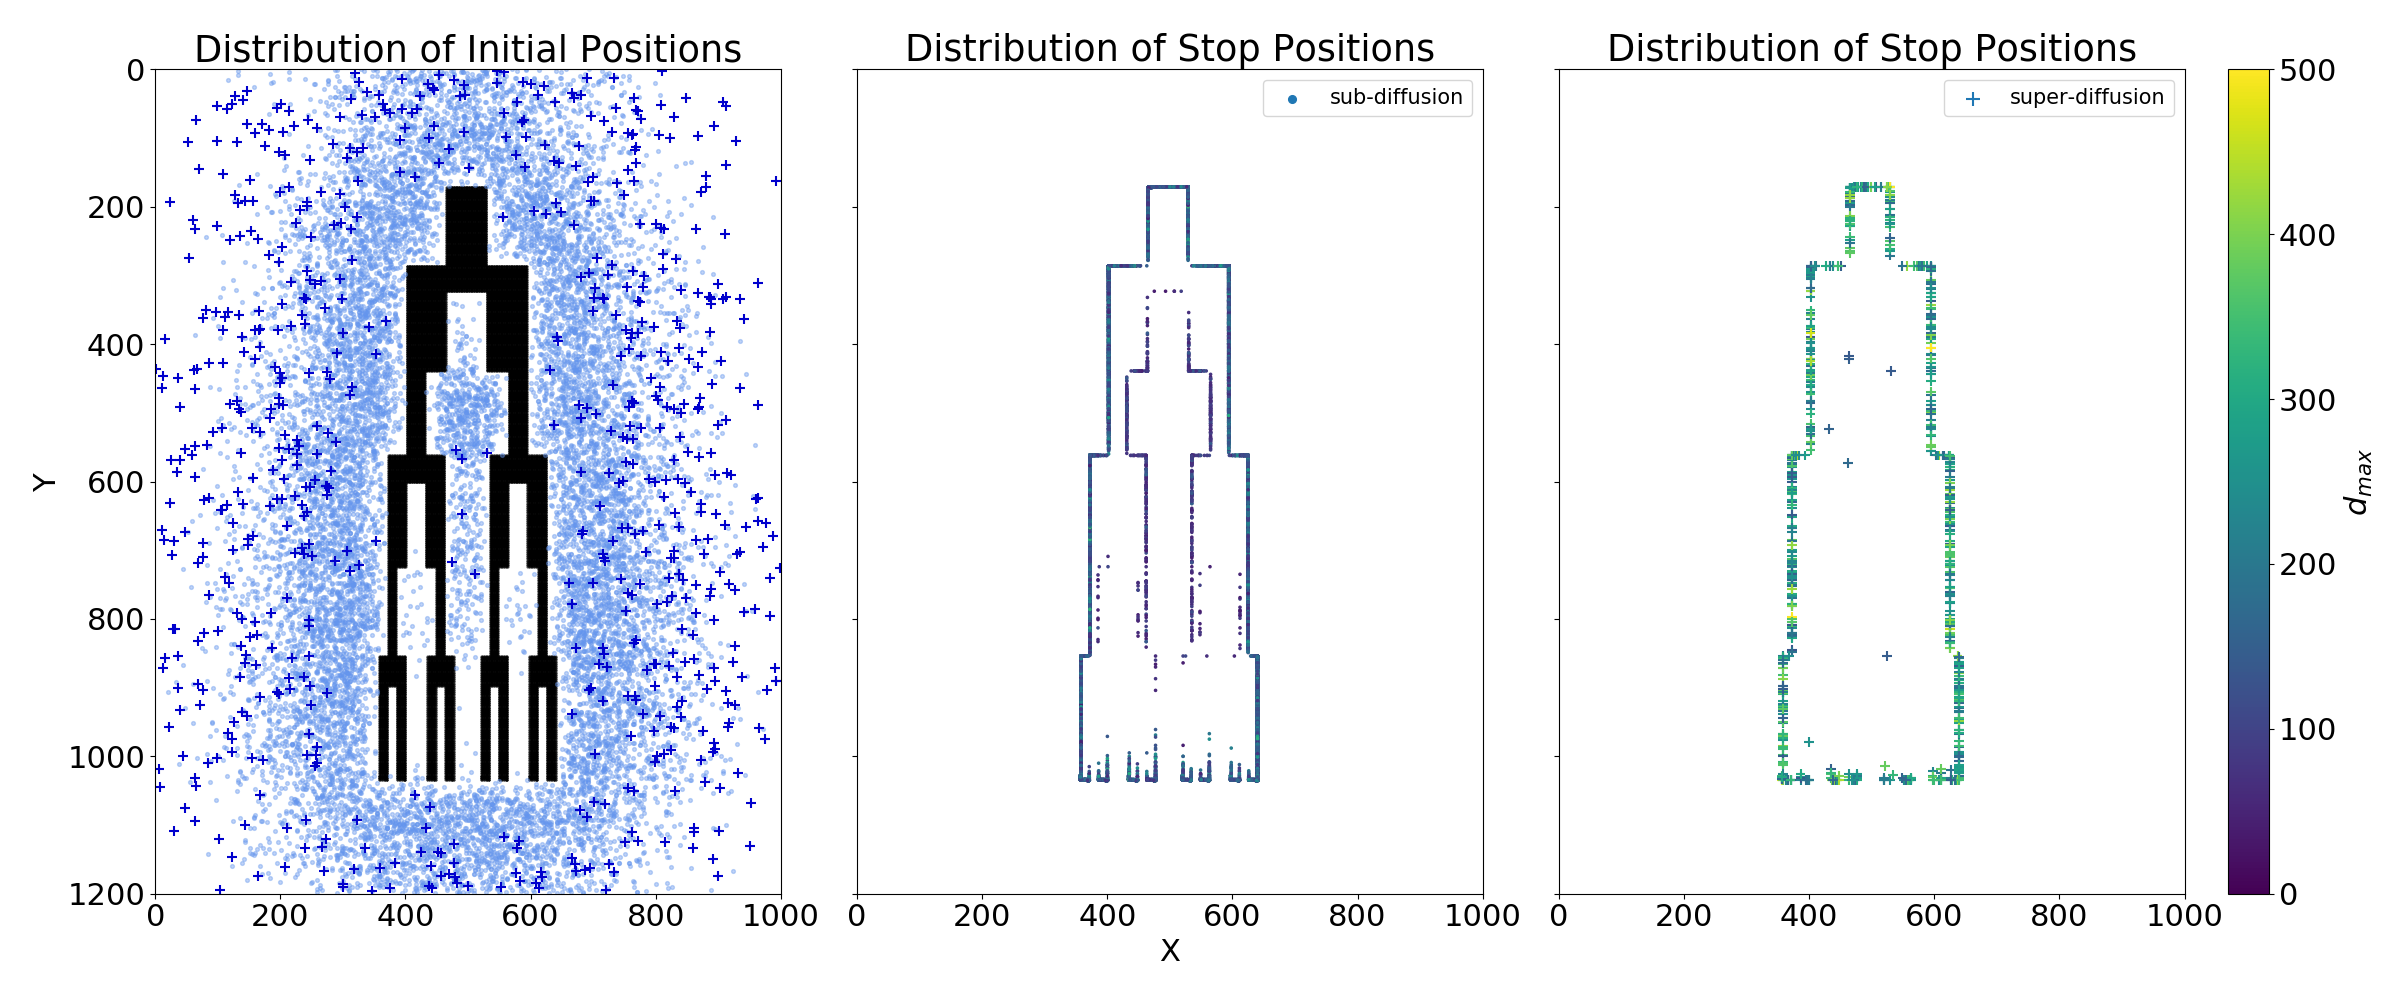 Distribution of Initial Positions
Distribution of Stop Positions
Distribution of Stop Positions
sub-diffusion
super-diffusion
0
200
400
600
800
1000
1200
Y
0 200 400 600 800 1000
0 200 400 600 800 1000
0 200 400 600 800 1000
X
500
400
300
200
100
0
d_max